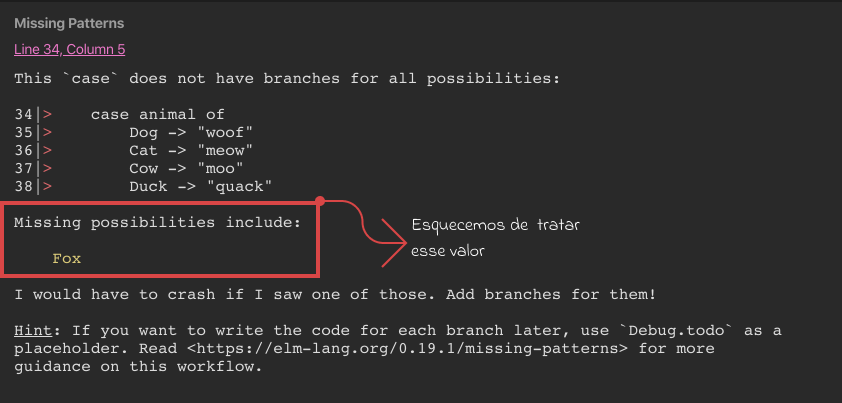 Missing Patterns
Line 34, Column 5
This `case` does not have branches for all possibilities:
34|>    case animal of
35|>        Dog -> "woof"
36|>        Cat -> "meow"
37|>        Cow -> "moo"
38|>        Duck -> "quack"
Missing possibilities include:
Fox
Esquecemos de tratar
esse valor
I would have to crash if I saw one of those. Add branches for them!
Hint: If you want to write the code for each branch later, use `Debug.todo` as a
placeholder. Read <https://elm-lang.org/0.19.1/missing-patterns> for more
guidance on this workflow.